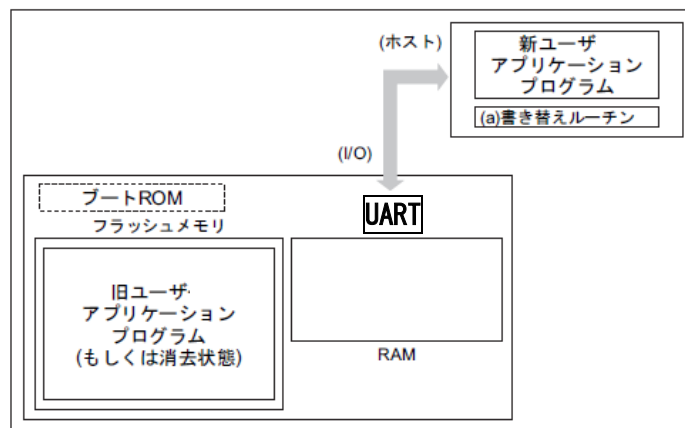 (ホスト)
新ユーザ
アプリケーション
プログラム
(a)書き替えルーチン
(I/O)
ブートROM
フラッシュメモリ
UART
旧ユーザ·
アプリケーション
プログラム
(もしくは消去状態)
RAM